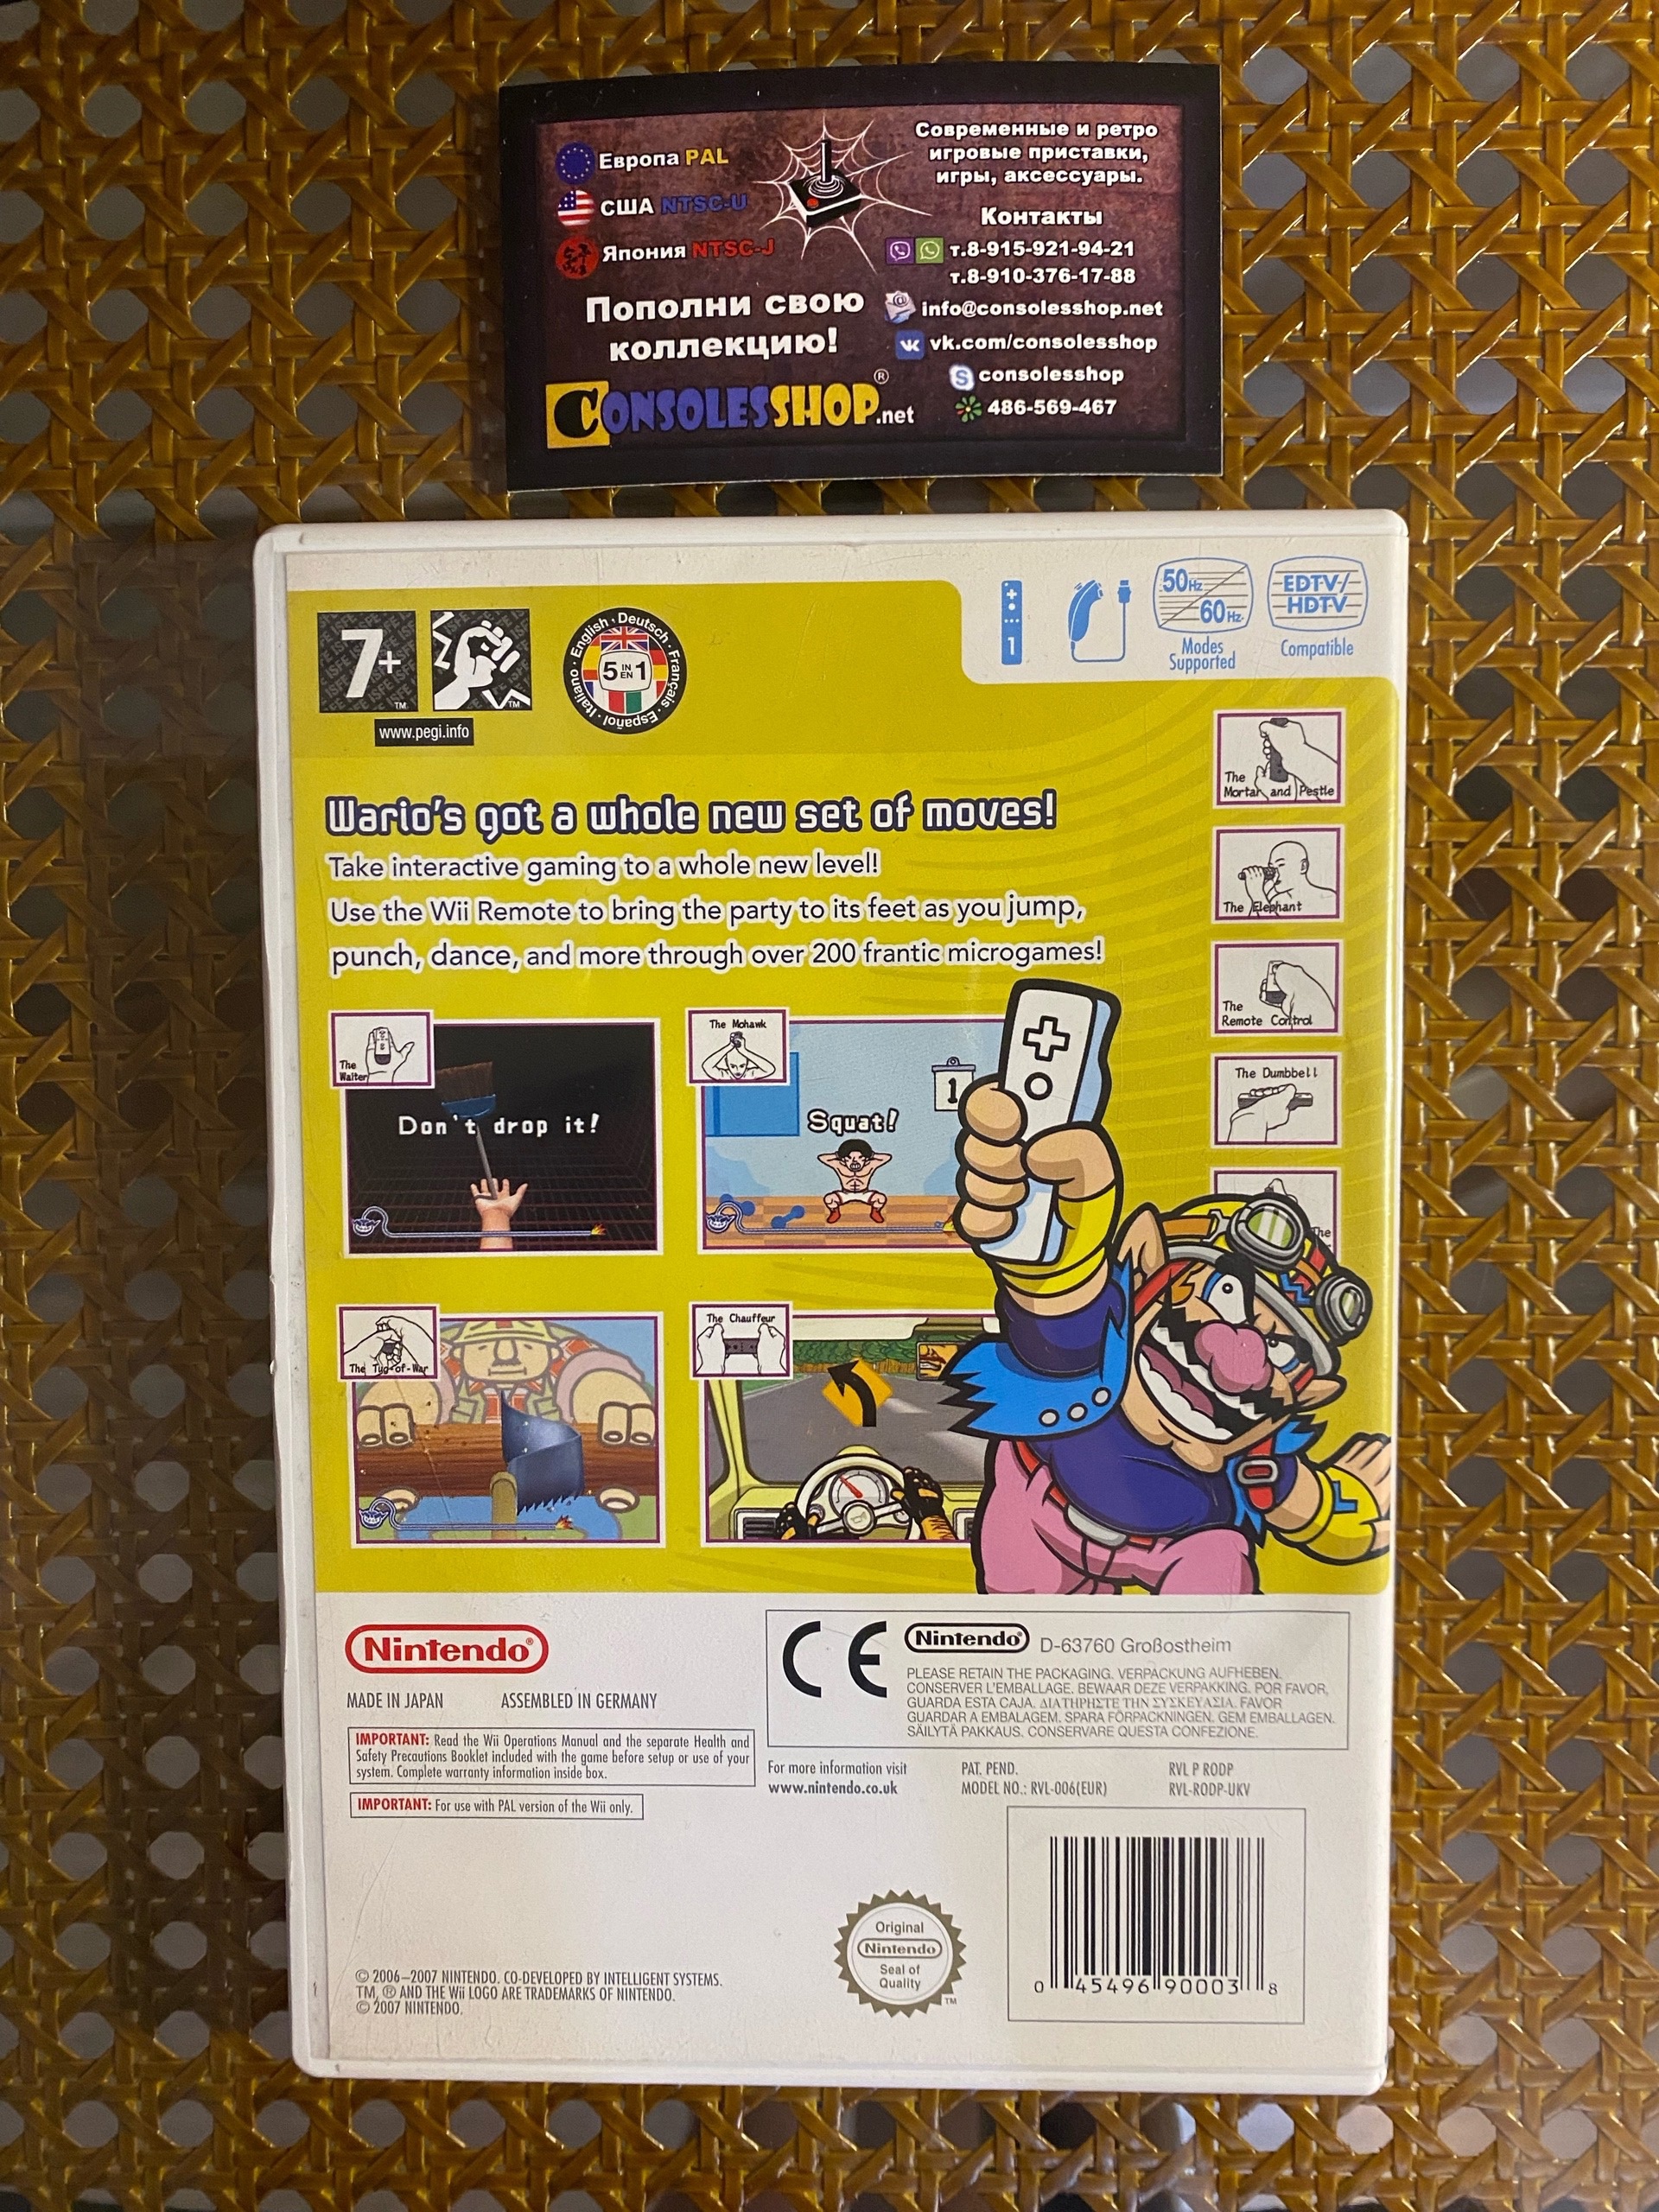 Европа PAL
США NTSC-U
Япония NTSC-J
Пополни свою
коллекцию!
CONSOLESSHOP.net
®
Современные и ретро
игровые приставки,
игры, аксессуары.
Контакты
т.8-915-921-94-21
т.8-910-376-17-88
info@consolesshop.net
vk.com/consolesshop
consolesshop
486-569-467
7+
TM
TM
www.pegi.info
English · Deutsch · Français · Español · Italiano ·
5 IN EN 1
1
50Hz
60Hz
Modes
Supported
EDTV/
HDTV
Compatible
Wario's got a whole new set of moves!
Take interactive gaming to a whole new level!
Use the Wii Remote to bring the party to its feet as you jump,
punch, dance, and more through over 200 frantic microgames!
The
Mortar and Pestle
The Elephant
The
Remote Control
The Dumbbell
The
The
Waiter
Don't drop it!
The Mohawk
Squat!
1
The Tug-of-War
The Chauffeur
Nintendo®
MADE IN JAPAN ASSEMBLED IN GERMANY
IMPORTANT: Read the Wii Operations Manual and the separate Health and
Safety Precautions Booklet included with the game before setup or use of your
system. Complete warranty information inside box.
IMPORTANT: For use with PAL version of the Wii only.
CE
Nintendo® D-63760 Großostheim
PLEASE RETAIN THE PACKAGING. VERPACKUNG AUFHEBEN.
CONSERVER L'EMBALLAGE. BEWAAR DEZE VERPAKKING. POR FAVOR,
GUARDA ESTA CAJA. ΔΙΑΤΗΡΗΣΤΕ ΤΗΝ ΣΥΣΚΕΥΑΣΙΑ. FAVOR
GUARDAR A EMBALAGEM. SPARA FÖRPACKNINGEN. GEM EMBALLAGEN.
SÄILYTÄ PAKKAUS. CONSERVARE QUESTA CONFEZIONE.
For more information visit
www.nintendo.co.uk
PAT. PEND.
MODEL NO.: RVL-006(EUR)
RVL P RODP
RVL-RODP-UKV
Original
Nintendo
Seal of
Quality
TM
0 45496 90003 8
© 2006–2007 NINTENDO. CO-DEVELOPED BY INTELLIGENT SYSTEMS.
TM, ® AND THE Wii LOGO ARE TRADEMARKS OF NINTENDO.
© 2007 NINTENDO.